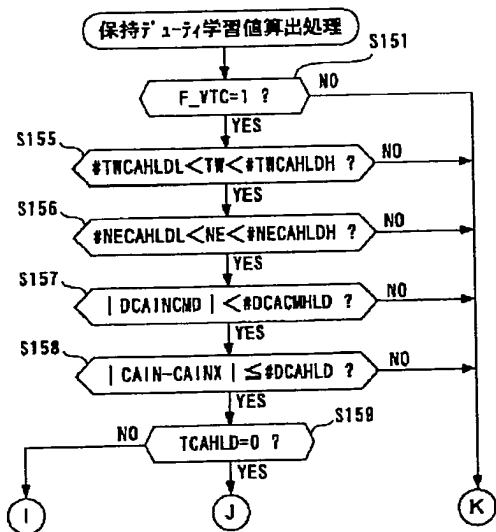 保持デューティ学習値算出処理
S151
F_VTC=1 ?
NO
YES
S155
#TWCAHLDL<TW<#TWCAHLDH ?
NO
YES
S156
#NECAHLDL<NE<#NECAHLDH ?
NO
YES
S157
|DCAINCMD|<#DCACMHLD ?
NO
YES
S158
|CAIN-CAINX|≦#DCAHLD ?
NO
YES
S159
TCAHLD=0 ?
NO
YES
I
J
K